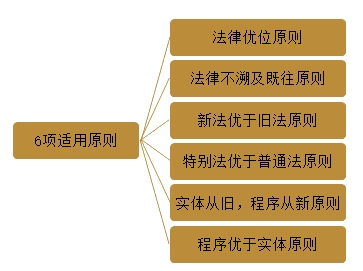 6项适用原则
法律优位原则
法律不溯及既往原则
新法优于旧法原则
特别法优于普通法原则
实体从旧，程序从新原则
程序优于实体原则